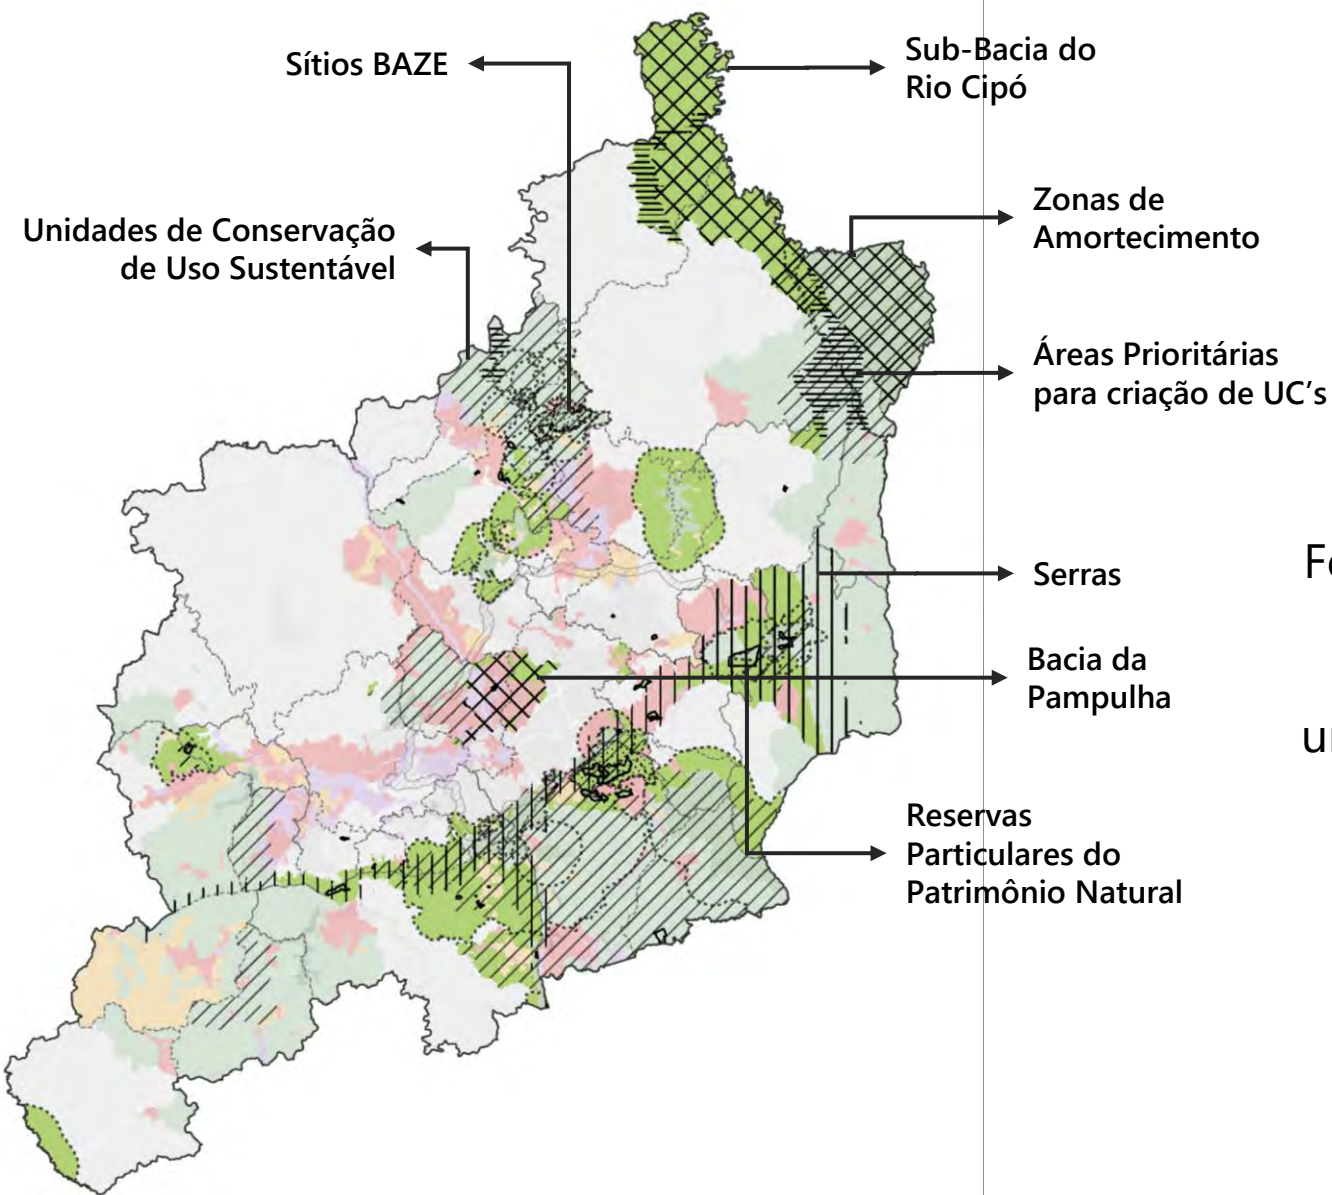 Sítios BAZE
Sub-Bacia do
Rio Cipó
Unidades de Conservação
de Uso Sustentável
Zonas de
Amortecimento
Áreas Prioritárias
para criação de UC’s
Serras
Bacia da
Pampulha
Reservas
Particulares do
Patrimônio Natural